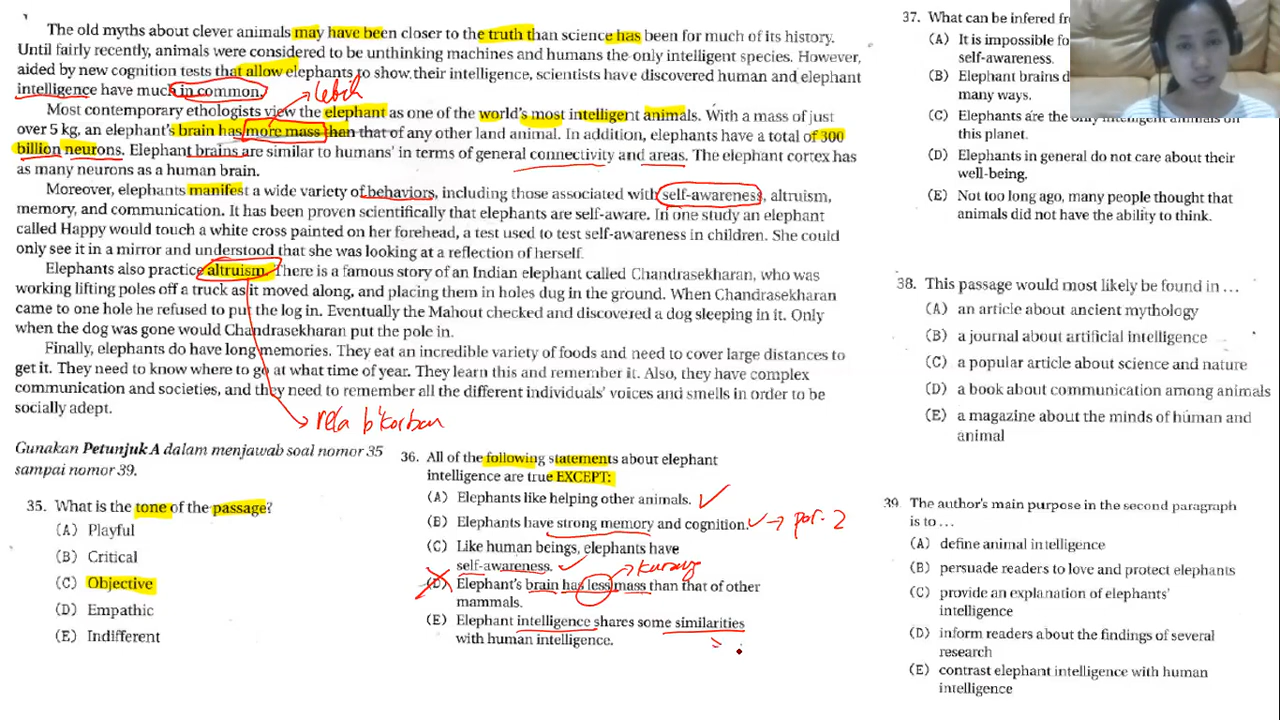 The old myths about clever animals may have been closer to the truth than science has been for much of its history.
Until fairly recently, animals were considered to be unthinking machines and humans the only intelligent species. However,
aided by new cognition tests that allow elephants to show their intelligence, scientists have discovered human and elephant
intelligence have much in common.
lebih
Most contemporary ethologists view the elephant as one of the world's most intelligent animals. With a mass of just
over 5 kg, an elephant's brain has more mass than that of any other land animal. In addition, elephants have a total of 300
billion neurons. Elephant brains are similar to humans' in terms of general connectivity and areas. The elephant cortex has
as many neurons as a human brain.
Moreover, elephants manifest a wide variety of behaviors, including those associated with self-awareness, altruism,
memory, and communication. It has been proven scientifically that elephants are self-aware. In one study an elephant
called Happy would touch a white cross painted on her forehead, a test used to test self-awareness in children. She could
only see it in a mirror and understood that she was looking at a reflection of herself.
Elephants also practice altruism. There is a famous story of an Indian elephant called Chandrasekharan, who was
working lifting poles off a truck as it moved along, and placing them in holes dug in the ground. When Chandrasekharan
came to one hole he refused to put the log in. Eventually the Mahout checked and discovered a dog sleeping in it. Only
when the dog was gone would Chandrasekharan put the pole in.
Finally, elephants do have long memories. They eat an incredible variety of foods and need to cover large distances to
get it. They need to know where to go at what time of year. They learn this and remember it. Also, they have complex
communication and societies, and they need to remember all the different individuals' voices and smells in order to be
socially adept.
rela b'korban
Gunakan Petunjuk A dalam menjawab soal nomor 35
sampai nomor 39.
35. What is the tone of the passage?
(A) Playful
(B) Critical
(C) Objective
(D) Empathic
(E) Indifferent
36. All of the following statements about elephant
intelligence are true EXCEPT:
(A) Elephants like helping other animals.
(B) Elephants have strong memory and cognition. par. 2
(C) Like human beings, elephants have
self-awareness.
kurang
(D) Elephant's brain has less mass than that of other
mammals.
(E) Elephant intelligence shares some similarities
with human intelligence.
37. What can be infered
(A) It is impossible
self-awareness.
(B) Elephant brains
many ways.
(C) Elephants are the only intelligent animals on
this planet.
(D) Elephants in general do not care about their
well-being.
(E) Not too long ago, many people thought that
animals did not have the ability to think.
38. This passage would most likely be found in …
(A) an article about ancient mythology
(B) a journal about artificial intelligence
(C) a popular article about science and nature
(D) a book about communication among animals
(E) a magazine about the minds of human and
animal
39. The author's main purpose in the second paragraph
is to …
(A) define animal intelligence
(B) persuade readers to love and protect elephants
(C) provide an explanation of elephants'
intelligence
(D) inform readers about the findings of several
research
(E) contrast elephant intelligence with human
intelligence